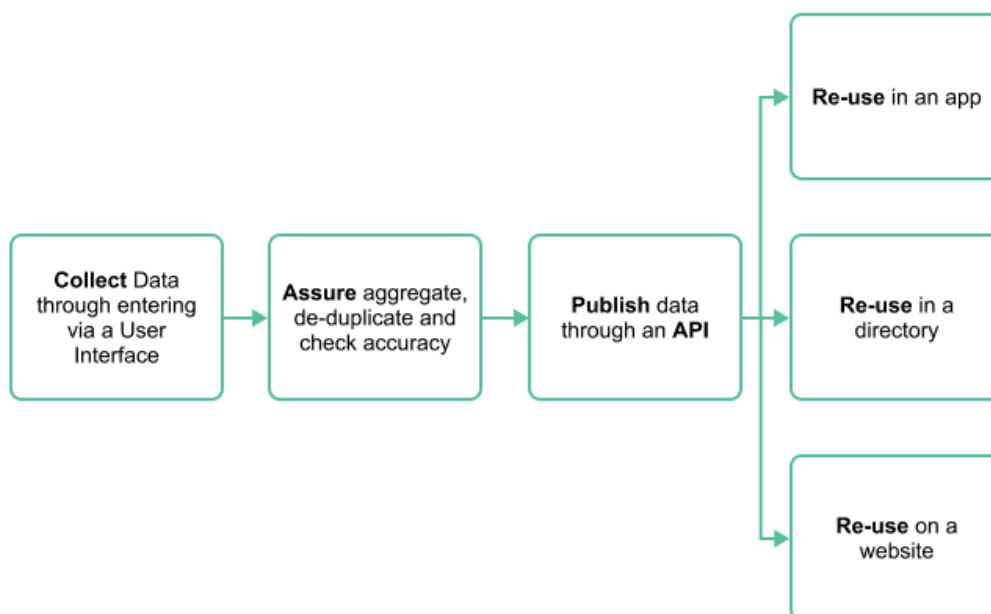 Collect Data
through entering
via a User
Interface
Assure aggregate,
de-duplicate and
check accuracy
Publish data
through an API
Re-use in an app
Re-use in a
directory
Re-use on a
website